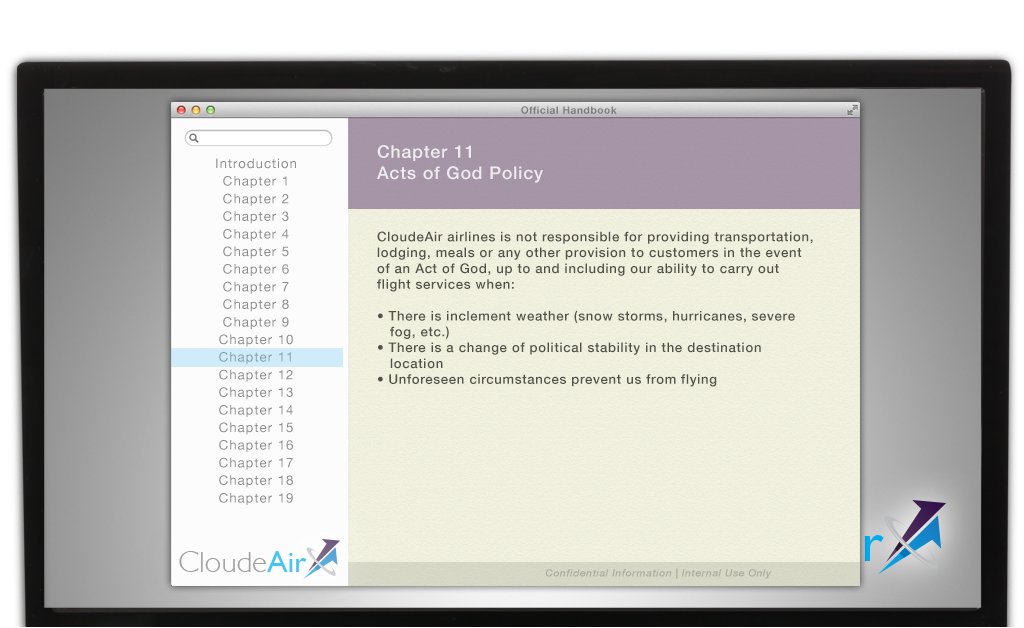 Official Handbook
Introduction
Chapter 1
Chapter 2
Chapter 3
Chapter 4
Chapter 5
Chapter 6
Chapter 7
Chapter 8
Chapter 9
Chapter 10
Chapter 11
Chapter 12
Chapter 13
Chapter 14
Chapter 15
Chapter 16
Chapter 17
Chapter 18
Chapter 19
CloudeAir
Chapter 11
Acts of God Policy
CloudeAir airlines is not responsible for providing transportation,
lodging, meals or any other provision to customers in the event
of an Act of God, up to and including our ability to carry out
flight services when:
• There is inclement weather (snow storms, hurricanes, severe
fog, etc.)
• There is a change of political stability in the destination
location
• Unforeseen circumstances prevent us from flying
Confidential Information | Internal Use Only
r